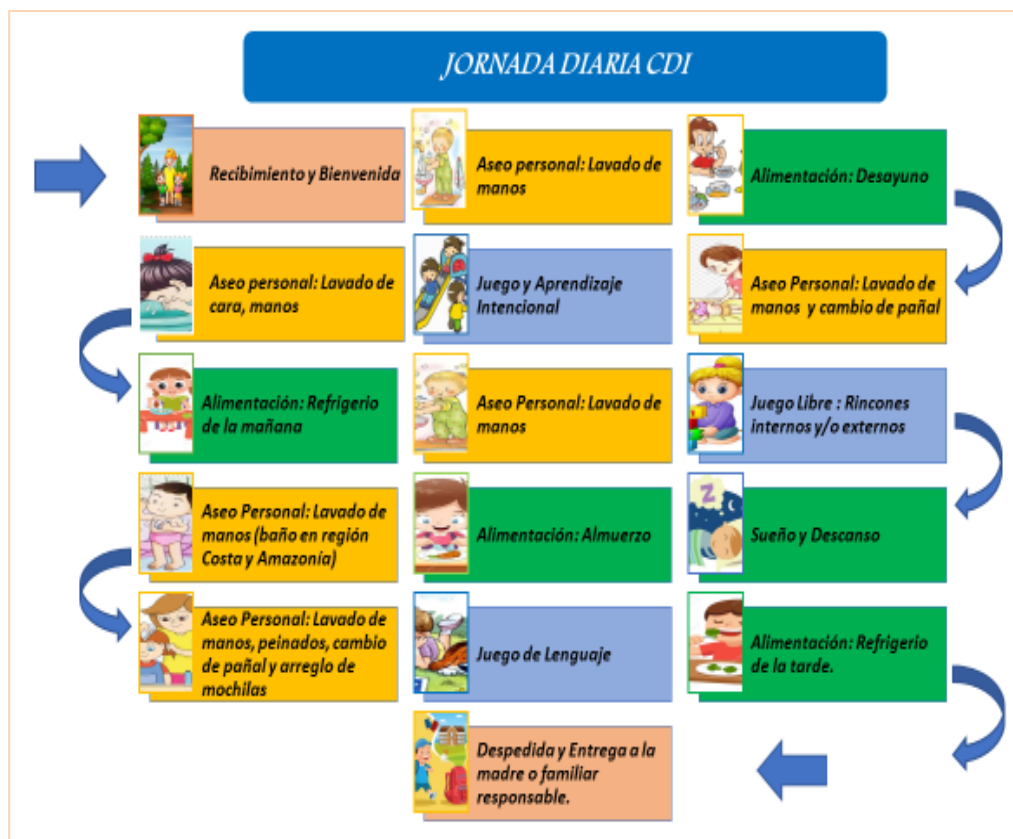 JORNADA DIARIA CDI
Recibimiento y Bienvenida
Aseo personal: Lavado de
manos
Alimentación: Desayuno
Aseo personal: Lavado de
cara, manos
Juego y Aprendizaje
Intencional
Aseo Personal: Lavado de
manos y cambio de pañal
Alimentación: Refrigerio
de la mañana
Aseo Personal: Lavado de
manos
Juego Libre : Rincones
internos y/o externos
Aseo Personal: Lavado de
manos (baño en región
Costa y Amazonía)
Alimentación: Almuerzo
Z
Sueño y Descanso
Aseo Personal: Lavado de
manos, peinados, cambio
de pañal y arreglo de
mochilas
Juego de Lenguaje
Alimentación: Refrigerio
de la tarde.
Despedida y Entrega a la
madre o familiar
responsable.